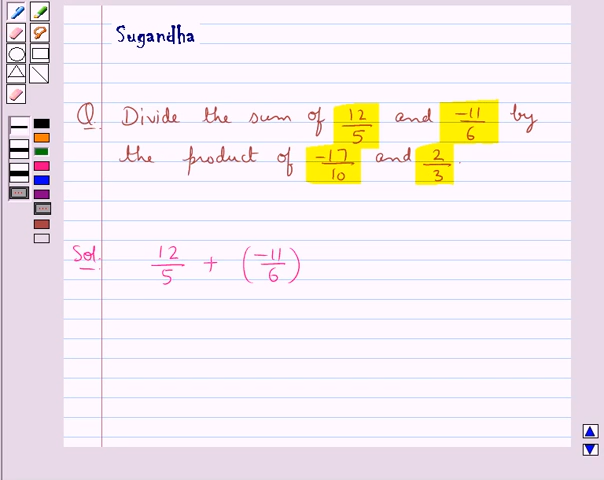 Sugandha
Q. Divide the sum of 12/5 and -11/6 by
the product of -17/10 and 2/3.
Sol. 12/5 + (-11/6)